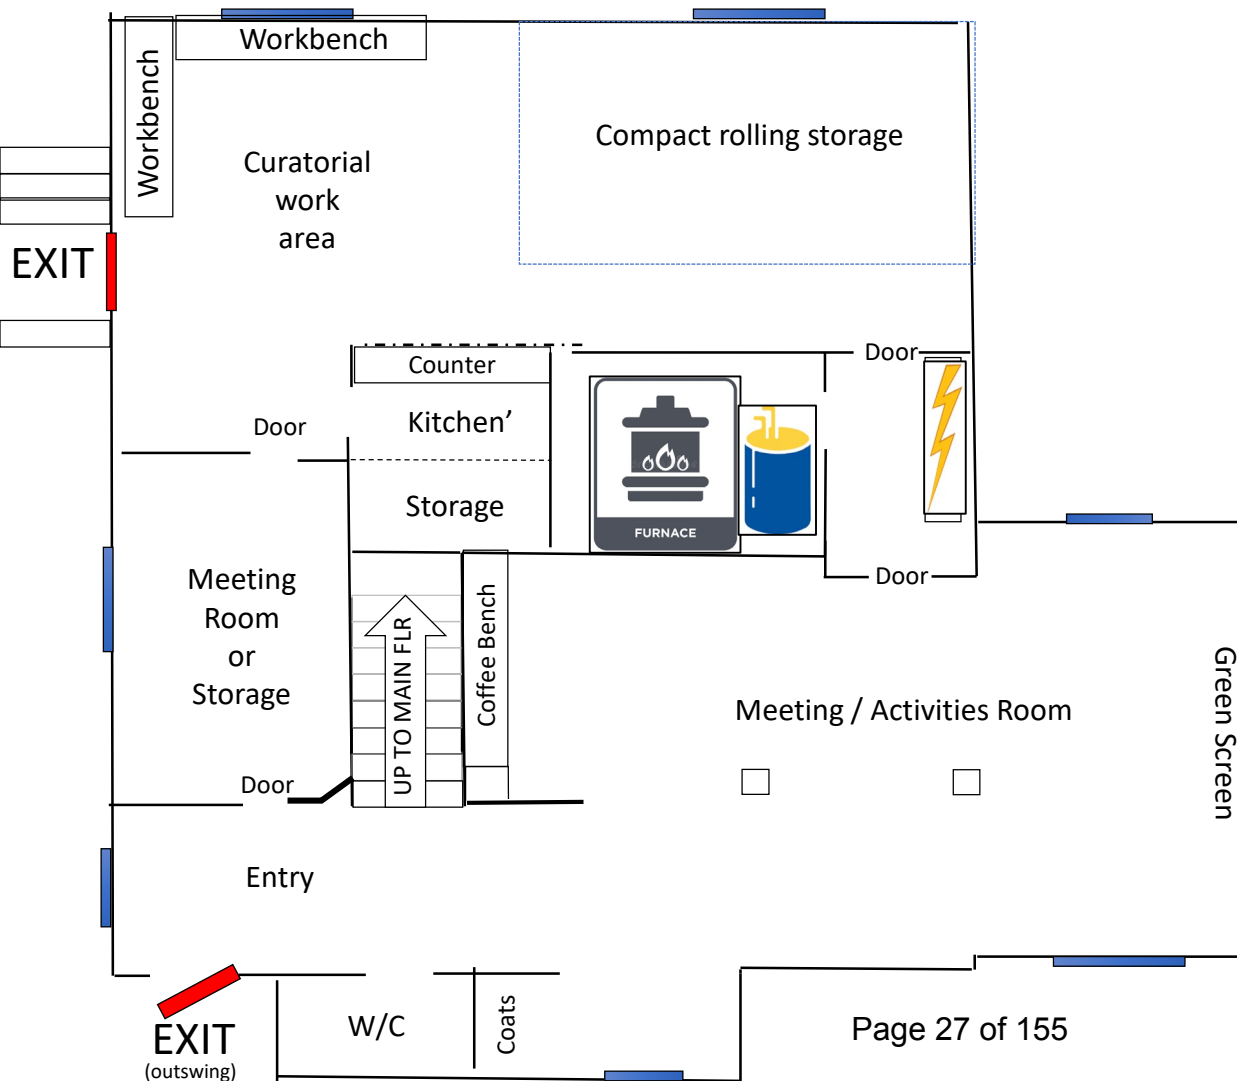 Workbench
Workbench
Compact rolling storage
Curatorial
work
area
EXIT
Door
Counter
Door
Kitchen’
Storage
FURNACE
Door
Meeting
Room
or
Storage
UP TO MAIN FLR
Coffee Bench
Green Screen
Meeting / Activities Room
Door
Entry
W/C
Coats
EXIT
(outswing)
Page 27 of 155